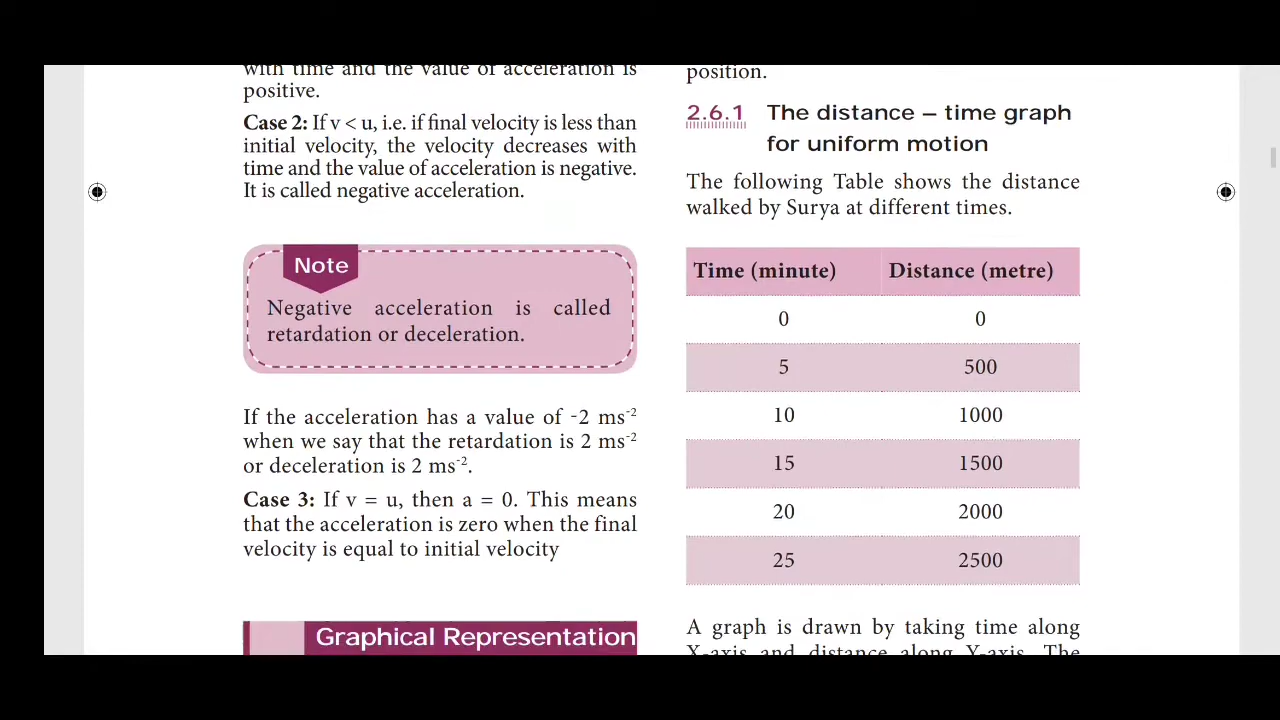 with time and the value of acceleration is
positive.
Case 2: If v < u, i.e. if final velocity is less than
initial velocity, the velocity decreases with
time and the value of acceleration is negative.
It is called negative acceleration.
Note
Negative acceleration is called
retardation or deceleration.
If the acceleration has a value of -2 ms⁻²
when we say that the retardation is 2 ms⁻²
or deceleration is 2 ms⁻².
Case 3: If v = u, then a = 0. This means
that the acceleration is zero when the final
velocity is equal to initial velocity
Graphical Representation
position.
2.6.1 The distance – time graph
for uniform motion
The following Table shows the distance
walked by Surya at different times.
Time (minute) Distance (metre)
0 0
5 500
10 1000
15 1500
20 2000
25 2500
A graph is drawn by taking time along
X-axis and distance along Y-axis. The